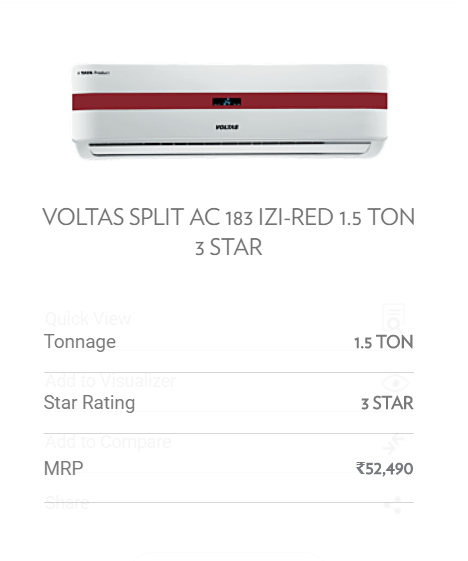 A TATA Product
VOLTAS
VOLTAS SPLIT AC 183 IZI-RED 1.5 TON
3 STAR
Quick View
Tonnage 1.5 TON
Add to Visualizer
Star Rating 3 STAR
Add to Compare
MRP ₹52,490
Share